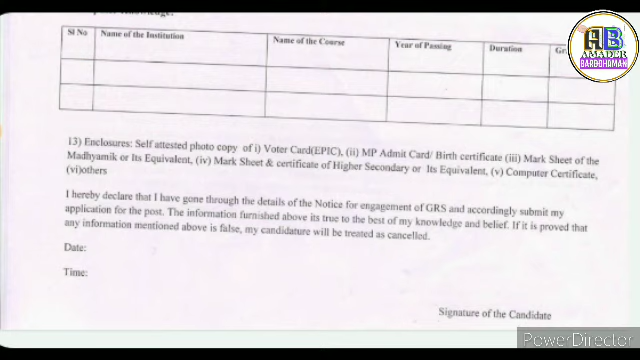 Knowledge:
Sl No Name of the Institution Name of the Course Year of Passing Duration Gr
AB
AMADER
BARDDHAMAN
13) Enclosures: Self attested photo copy of i) Voter Card(EPIC), (ii) MP Admit Card/ Birth certificate (iii) Mark Sheet of the
Madhyamik or Its Equivalent, (iv) Mark Sheet & certificate of Higher Secondary or Its Equivalent, (v) Computer Certificate,
(vi)others
I hereby declare that I have gone through the details of the Notice for engagement of GRS and accordingly submit my
application for the post. The information furnished above its true to the best of my knowledge and belief. If it is proved that
any information mentioned above is false, my candidature will be treated as cancelled.
Date:
Time:
Signature of the Candidate
PowerDirector